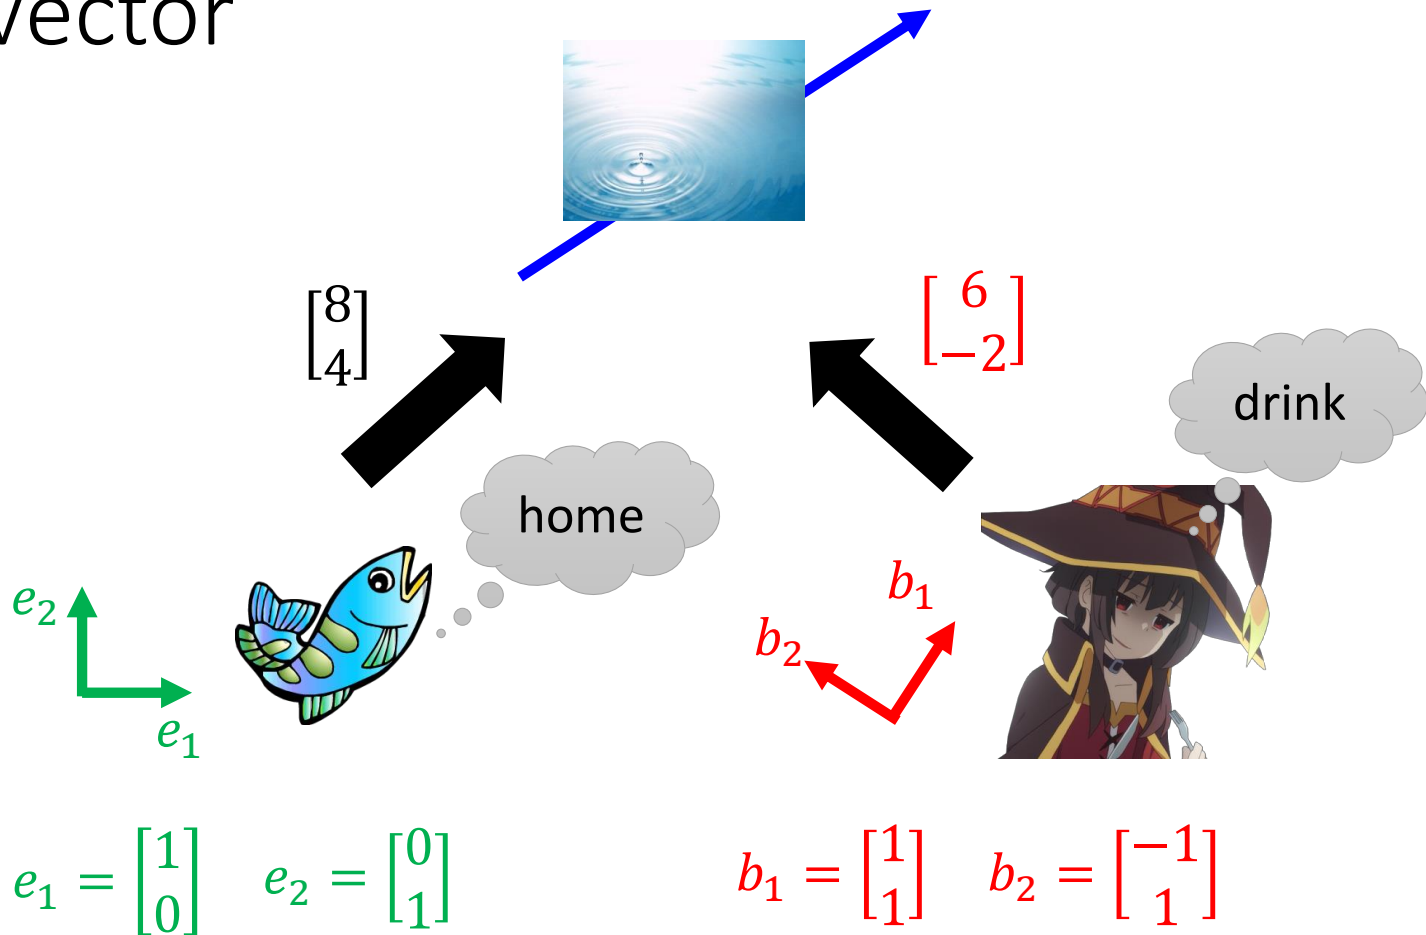 vector
[8
4]
[6
−2]
drink
home
e₂
e₁
b₁
b₂
e₁ = [1
0]
e₂ = [0
1]
b₁ = [1
1]
b₂ = [−1
1]